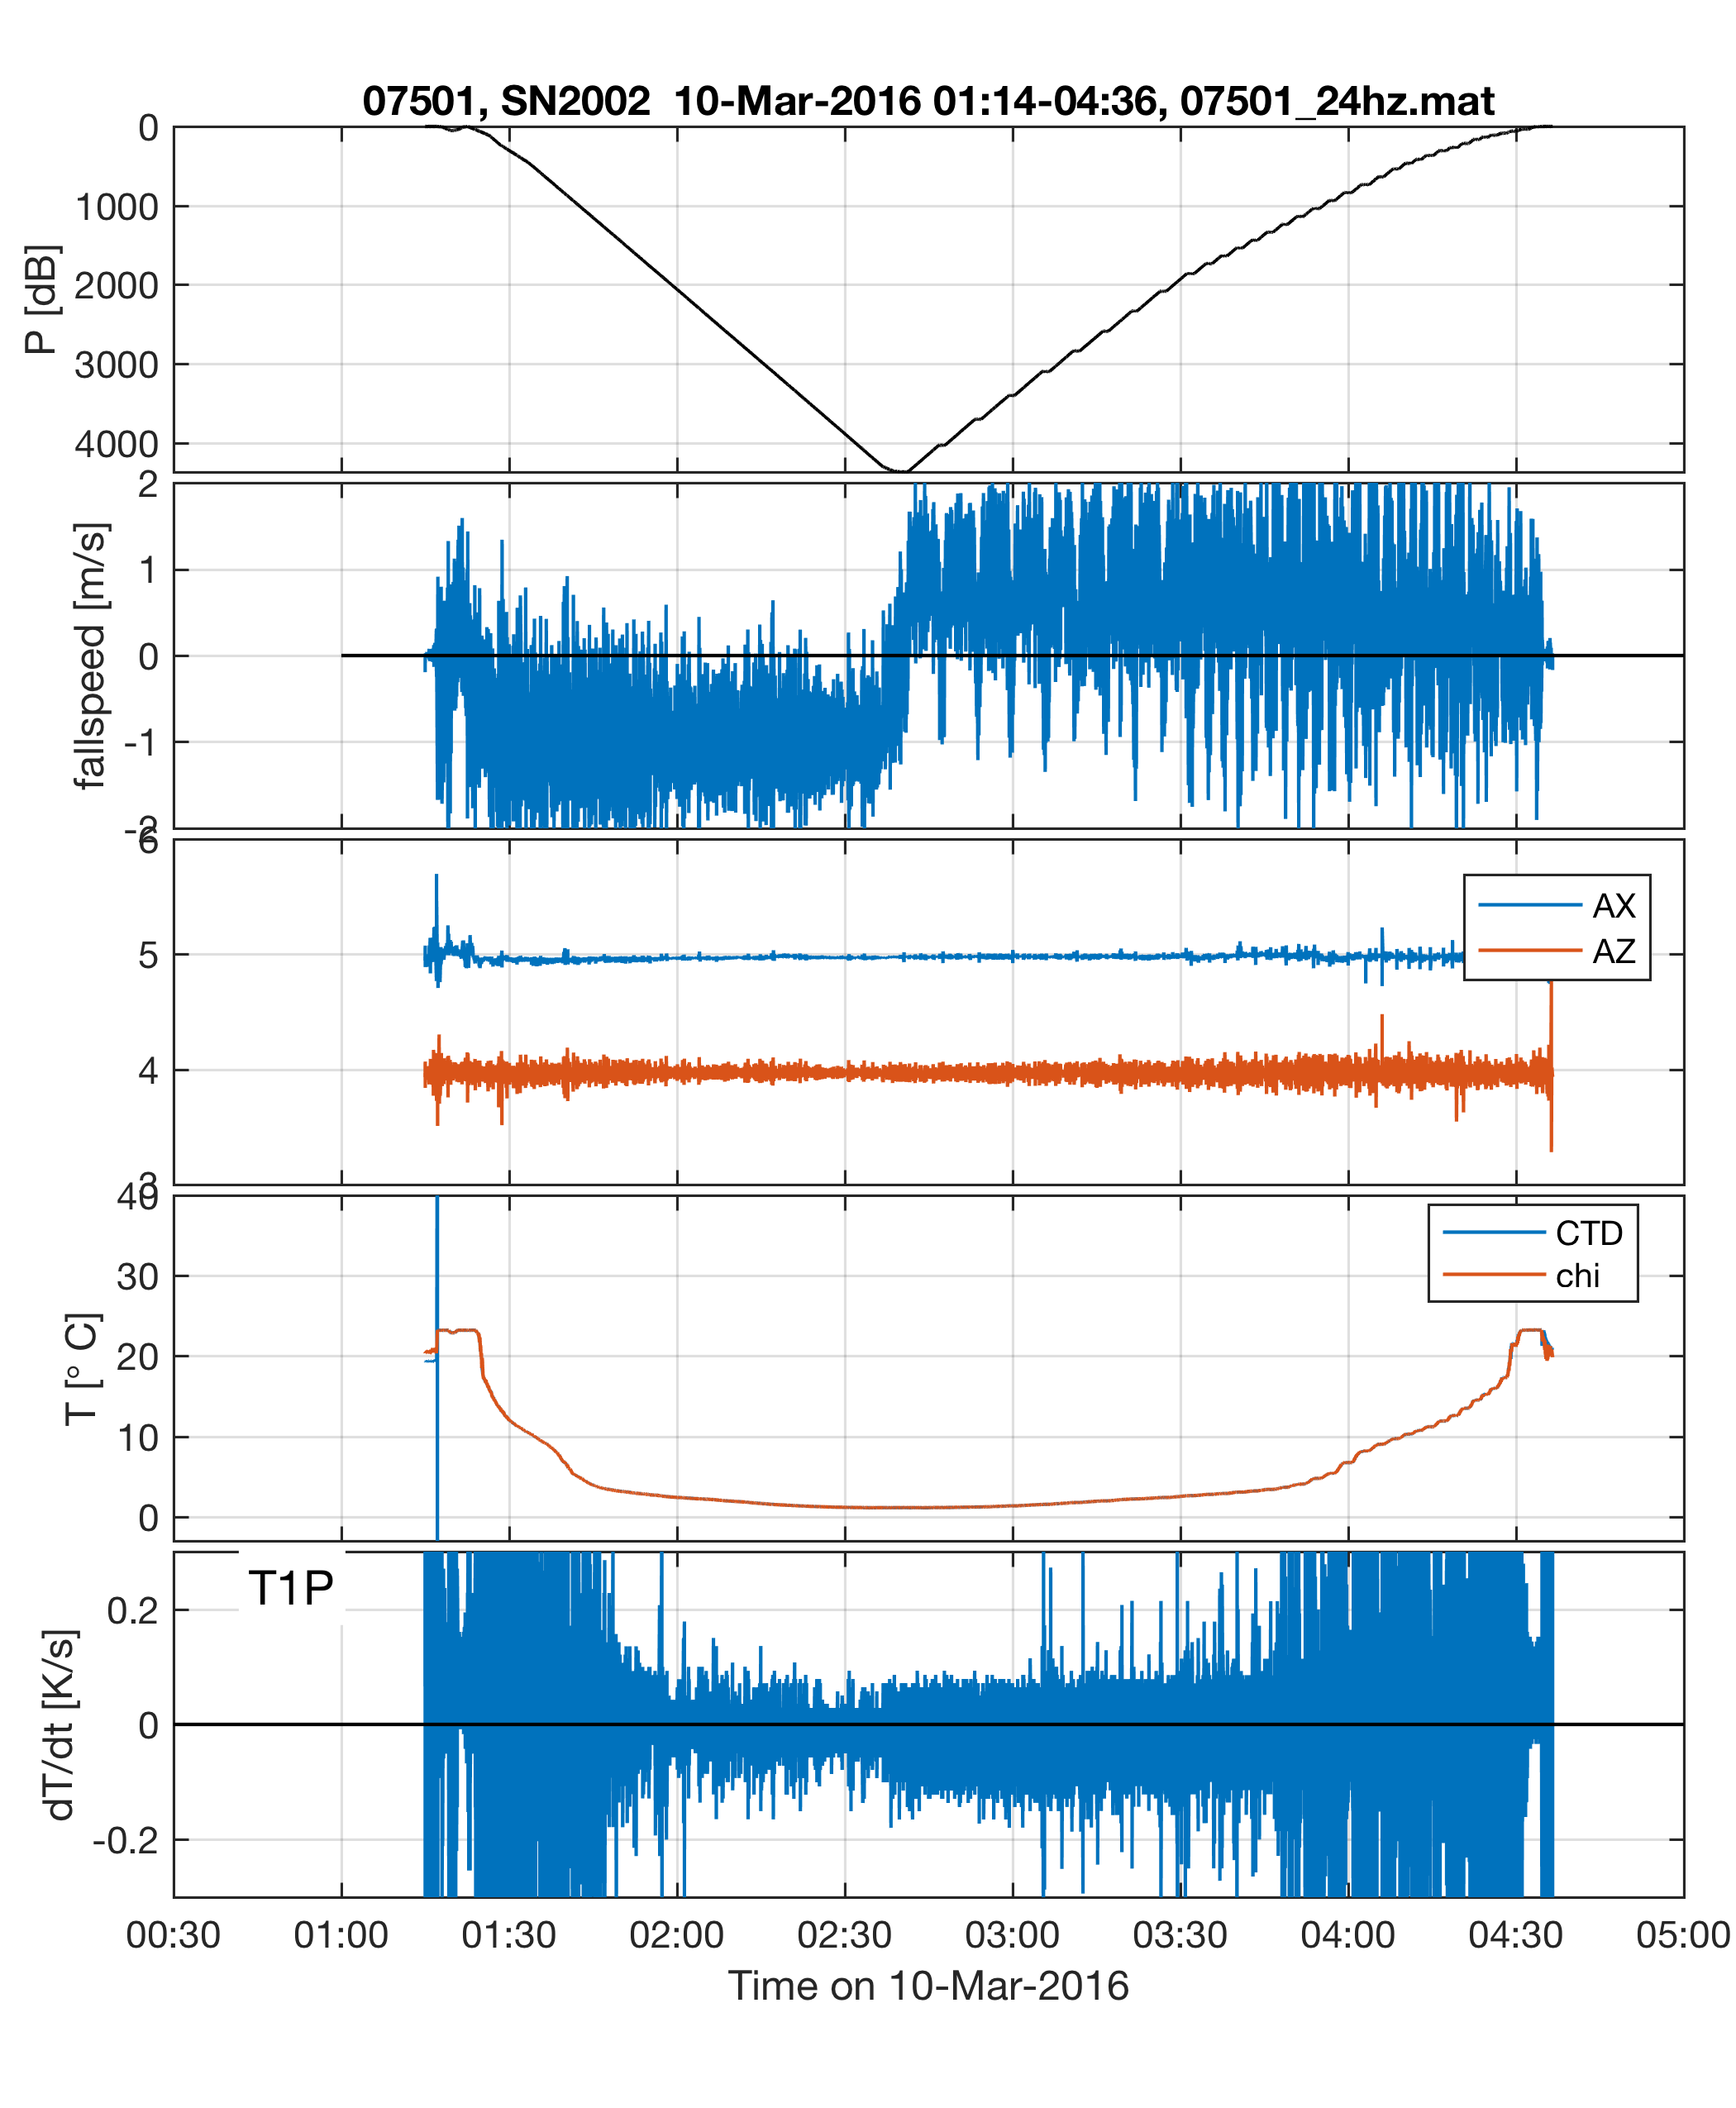 07501, SN2002  10-Mar-2016 01:14-04:36, 07501_24hz.mat
0
1000
2000
3000
4000
P [dB]
2
1
0
-1
-2
fallspeed [m/s]
6
5
4
3
AX
AZ
40
30
20
10
0
T [° C]
CTD
chi
T1P
0.2
0
-0.2
dT/dt [K/s]
00:30 01:00 01:30 02:00 02:30 03:00 03:30 04:00 04:30 05:00
Time on 10-Mar-2016